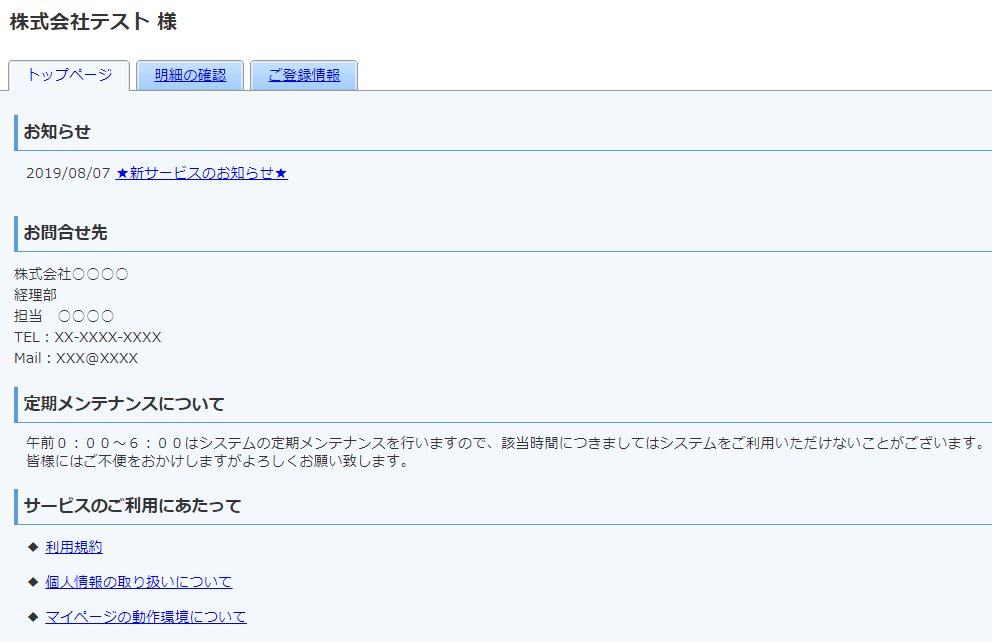 株式会社テスト 様
トップページ 明細の確認 ご登録情報
お知らせ
2019/08/07 ★新サービスのお知らせ★
お問合せ先
株式会社○○○○
経理部
担当　○○○○
TEL：XX-XXXX-XXXX
Mail：XXX@XXXX
定期メンテナンスについて
午前０：００～６：００はシステムの定期メンテナンスを行いますので、該当時間につきましてはシステムをご利用いただけないことがございます。
皆様にはご不便をおかけしますがよろしくお願い致します。
サービスのご利用にあたって
◆ 利用規約
◆ 個人情報の取り扱いについて
◆ マイページの動作環境について